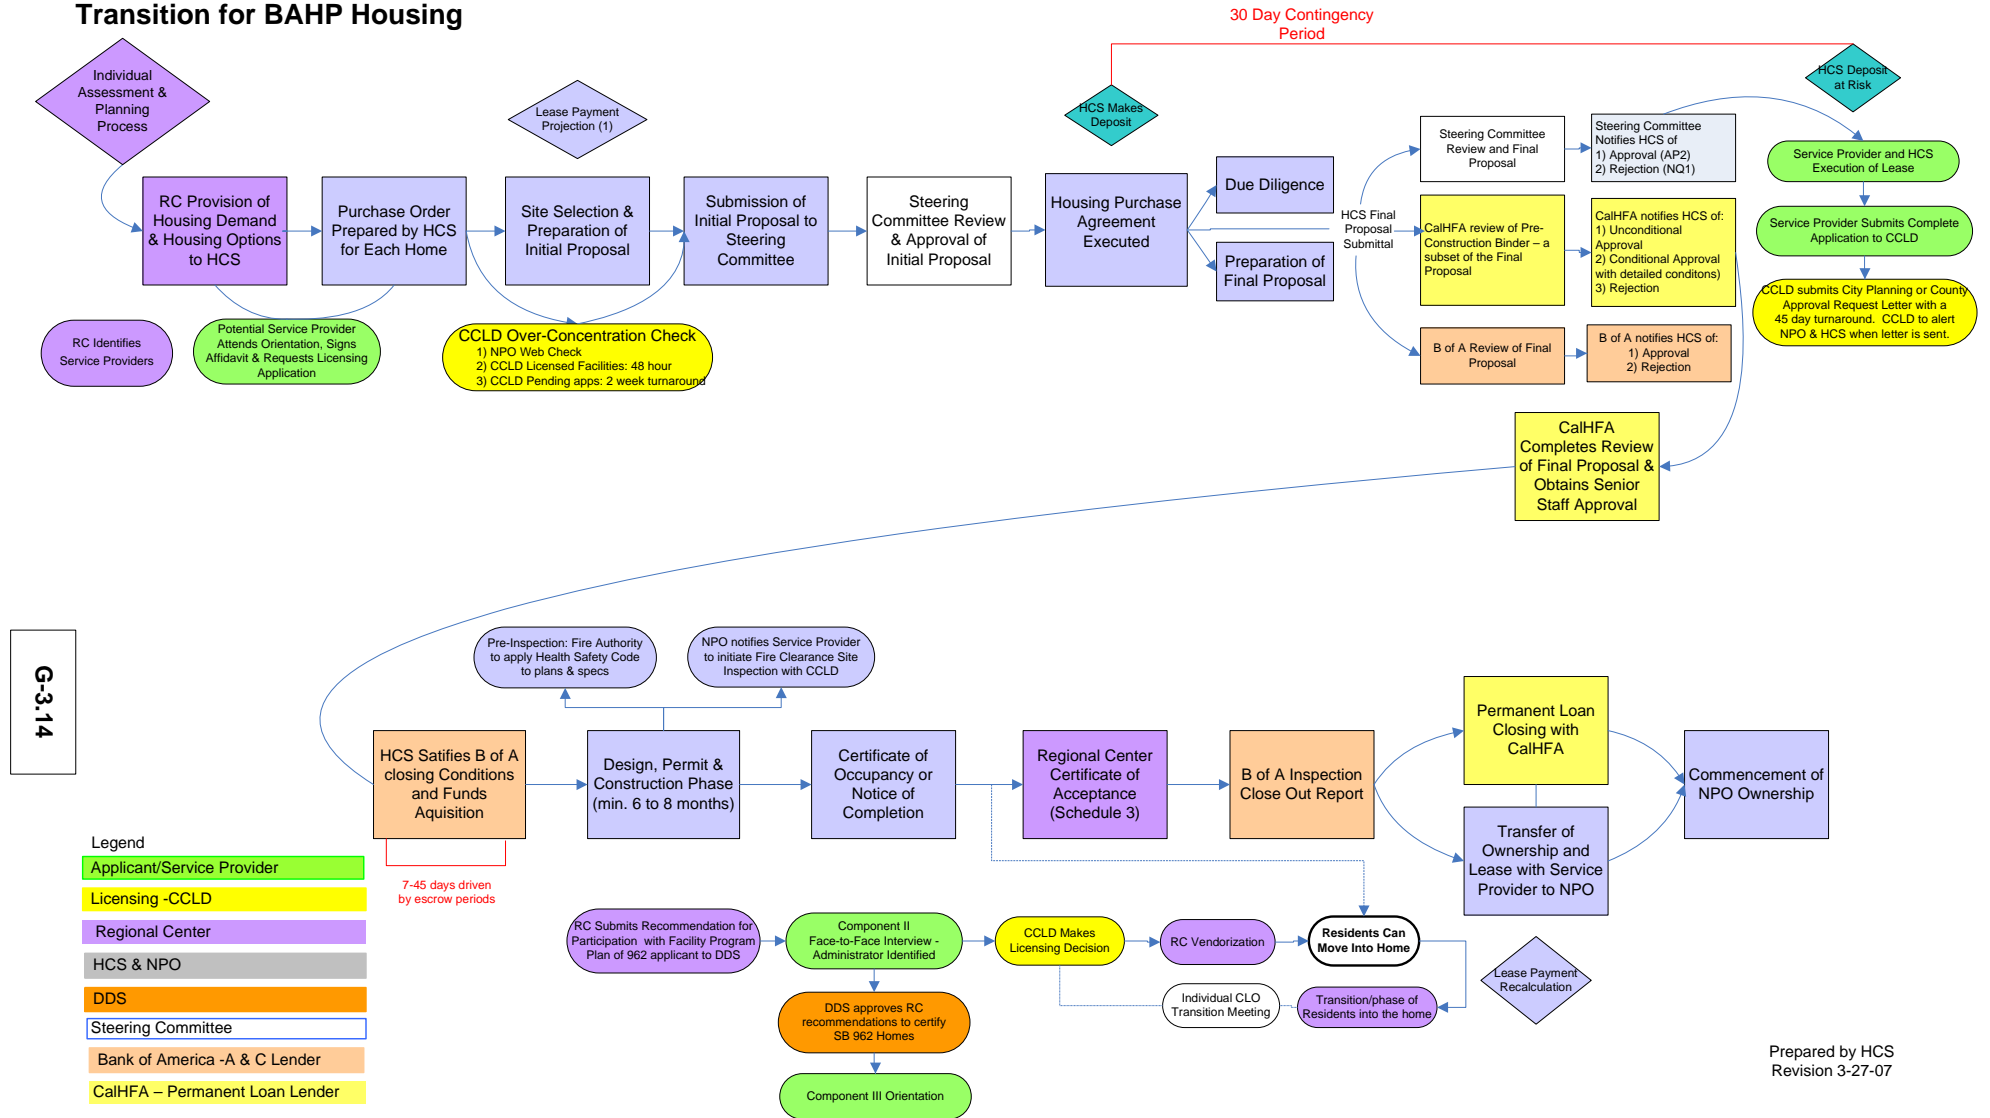 Transition for BAHP Housing
30 Day Contingency
Period
Individual
Assessment &
Planning
Process
Lease Payment
Projection (1)
HCS Makes
Deposit
HCS Deposit
at Risk
RC Provision of
Housing Demand
& Housing Options
to HCS
Purchase Order
Prepared by HCS
for Each Home
Site Selection &
Preparation of
Initial Proposal
Submission of
Initial Proposal to
Steering
Committee
Steering
Committee Review
& Approval of
Initial Proposal
Housing Purchase
Agreement
Executed
Due Diligence
Preparation of
Final Proposal
HCS Final
Proposal
Submittal
Steering Committee
Review and Final
Proposal
Steering Committee
Notifies HCS of
1) Approval (AP2)
2) Rejection (NQ1)
CalHFA review of Pre-
Construction Binder – a
subset of the Final
Proposal
CalHFA notifies HCS of:
1) Unconditional
Approval
2) Conditional Approval
with detailed conditons)
3) Rejection
B of A Review of Final
Proposal
B of A notifies HCS of:
1) Approval
2) Rejection
Service Provider and HCS
Execution of Lease
Service Provider Submits Complete
Application to CCLD
CCLD submits City Planning or County
Approval Request Letter with a
45 day turnaround. CCLD to alert
NPO & HCS when letter is sent.
RC Identifies
Service Providers
Potential Service Provider
Attends Orientation, Signs
Affidavit & Requests Licensing
Application
CCLD Over-Concentration Check
1) NPO Web Check
2) CCLD Licensed Facilities: 48 hour
3) CCLD Pending apps: 2 week turnaround
CalHFA
Completes Review
of Final Proposal &
Obtains Senior
Staff Approval
G-3.14
Pre-Inspection: Fire Authority
to apply Health Safety Code
to plans & specs
NPO notifies Service Provider
to initiate Fire Clearance Site
Inspection with CCLD
HCS Satifies B of A
closing Conditions
and Funds
Aquisition
7-45 days driven
by escrow periods
Design, Permit &
Construction Phase
(min. 6 to 8 months)
Certificate of
Occupancy or
Notice of
Completion
Regional Center
Certificate of
Acceptance
(Schedule 3)
B of A Inspection
Close Out Report
Permanent Loan
Closing with
CalHFA
Transfer of
Ownership and
Lease with Service
Provider to NPO
Commencement of
NPO Ownership
Legend
Applicant/Service Provider
Licensing -CCLD
Regional Center
HCS & NPO
DDS
Steering Committee
Bank of America -A & C Lender
CalHFA – Permanent Loan Lender
RC Submits Recommendation for
Participation with Facility Program
Plan of 962 applicant to DDS
Component II
Face-to-Face Interview -
Administrator Identified
CCLD Makes
Licensing Decision
RC Vendorization
Residents Can
Move Into Home
Lease Payment
Recalculation
Individual CLO
Transition Meeting
Transition/phase of
Residents into the home
DDS approves RC
recommendations to certify
SB 962 Homes
Component III Orientation
Prepared by HCS
Revision 3-27-07